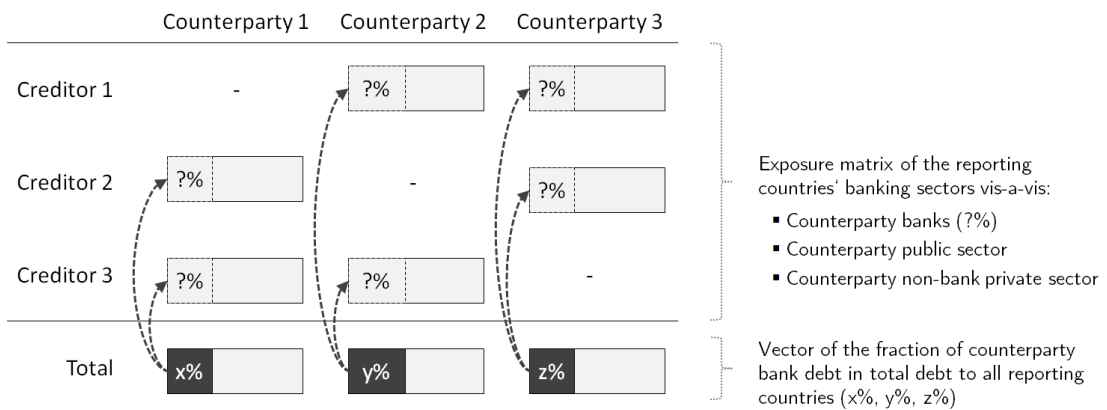 Counterparty 1 Counterparty 2 Counterparty 3
Creditor 1 - ?% ?%
Creditor 2 ?% - ?%
Creditor 3 ?% ?% -
Total x% y% z%
Exposure matrix of the reporting
countries' banking sectors vis-a-vis:
▪ Counterparty banks (?%)
▪ Counterparty public sector
▪ Counterparty non-bank private sector
Vector of the fraction of counterparty
bank debt in total debt to all reporting
countries (x%, y%, z%)